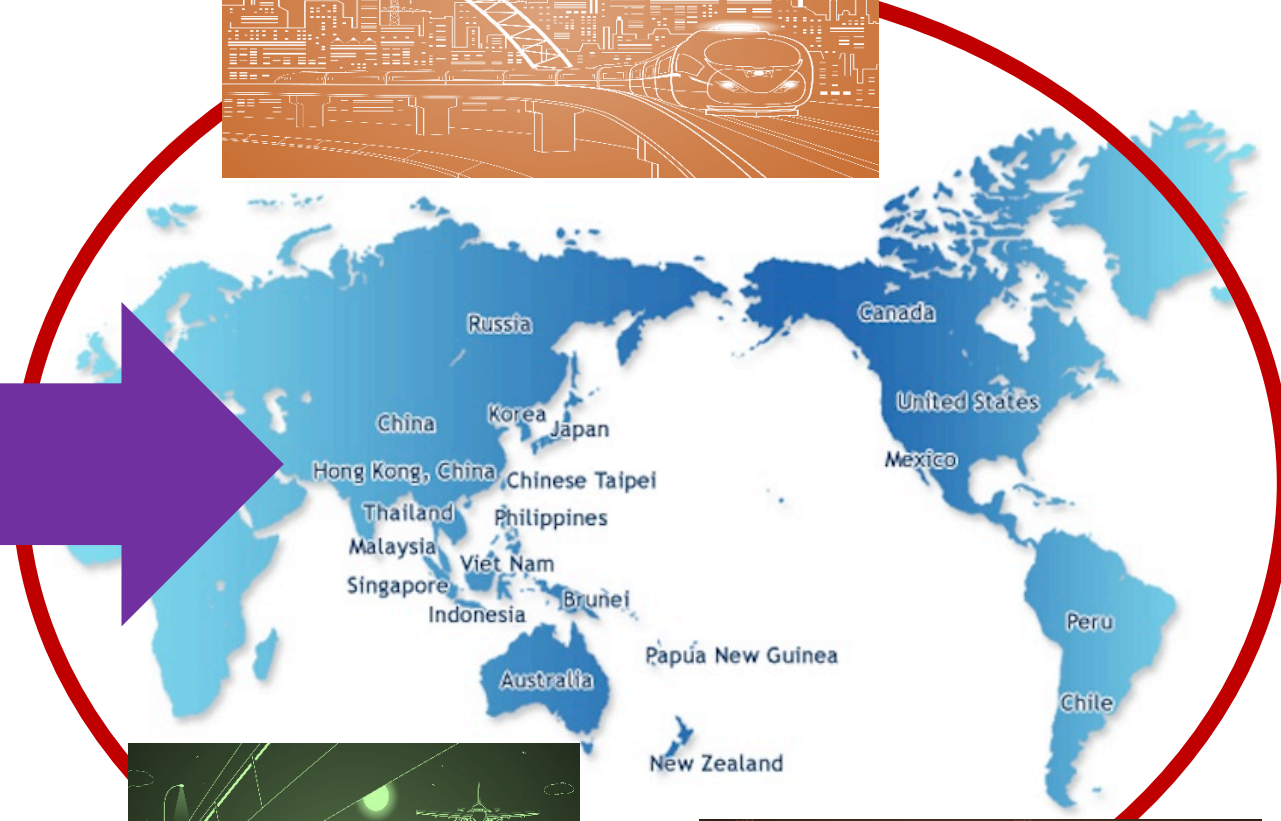 Russia
Canada
United States
China
Korea
Japan
Mexico
Hong Kong, China
Chinese Taipei
Thailand
Philippines
Malaysia
Viet Nam
Singapore
Brunei
Indonesia
Peru
Papua New Guinea
Australia
Chile
New Zealand